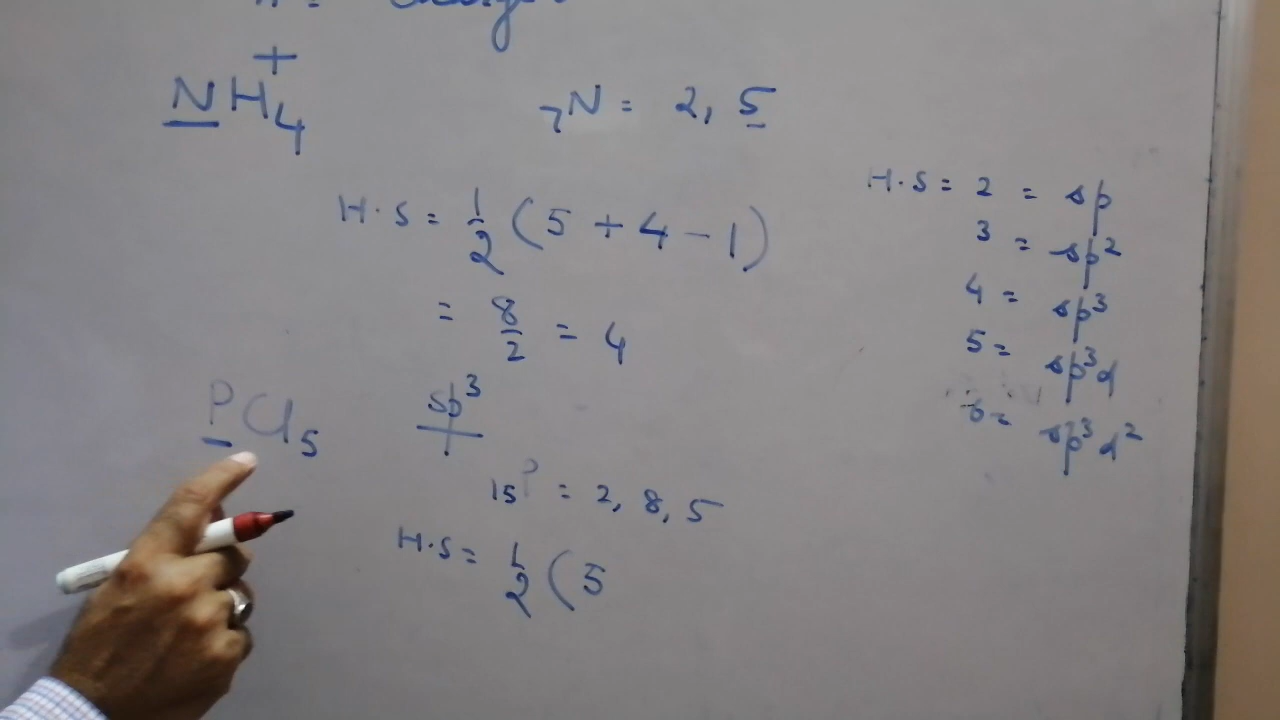 NH₄⁺
₇N = 2, 5
H.S = 1/2 (5 + 4 - 1)
= 8/2 = 4
sp³
H.S = 2 = sp
3 = sp²
4 = sp³
5 = sp³d
6 = sp³d²
PCl₅
₁₅P = 2, 8, 5
H.S = 1/2 (5